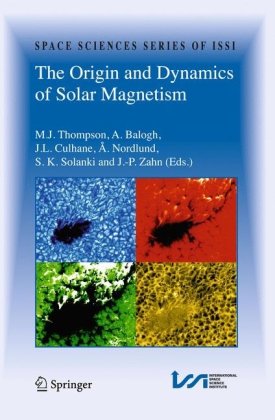 SPACE SCIENCES SERIES OF ISSI
The Origin and Dynamics
of Solar Magnetism
M.J. Thompson, A. Balogh,
J.L. Culhane, Å. Nordlund,
S. K. Solanki and J.-P. Zahn (Eds.)
Springer
ISSI
INTERNATIONAL
SPACE
SCIENCE
INSTITUTE